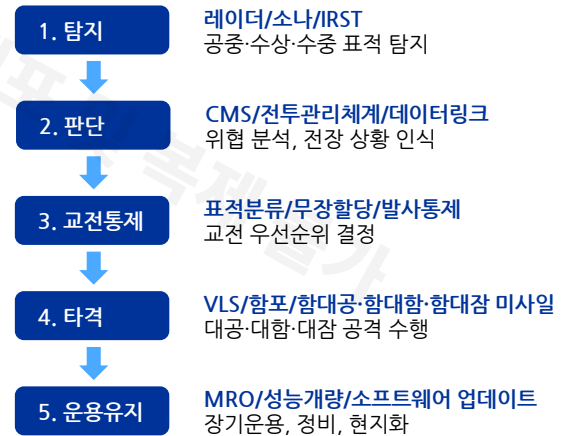 1. 탐지
레이더/소나/IRST
공중·수상·수중 표적 탐지
2. 판단
CMS/전투관리체계/데이터링크
위협 분석, 전장 상황 인식
3. 교전통제
표적분류/무장할당/발사통제
교전 우선순위 결정
4. 타격
VLS/함포/함대공·함대함·함대잠 미사일
대공·대함·대잠 공격 수행
5. 운용유지
MRO/성능개량/소프트웨어 업데이트
장기운용, 정비, 현지화